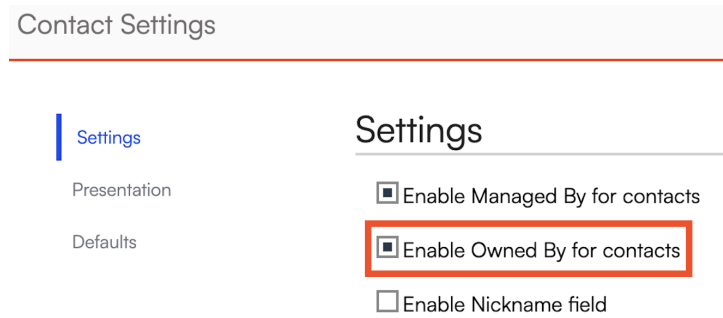 Contact Settings
Settings
Presentation
Defaults
Settings
Enable Managed By for contacts
Enable Owned By for contacts
Enable Nickname field